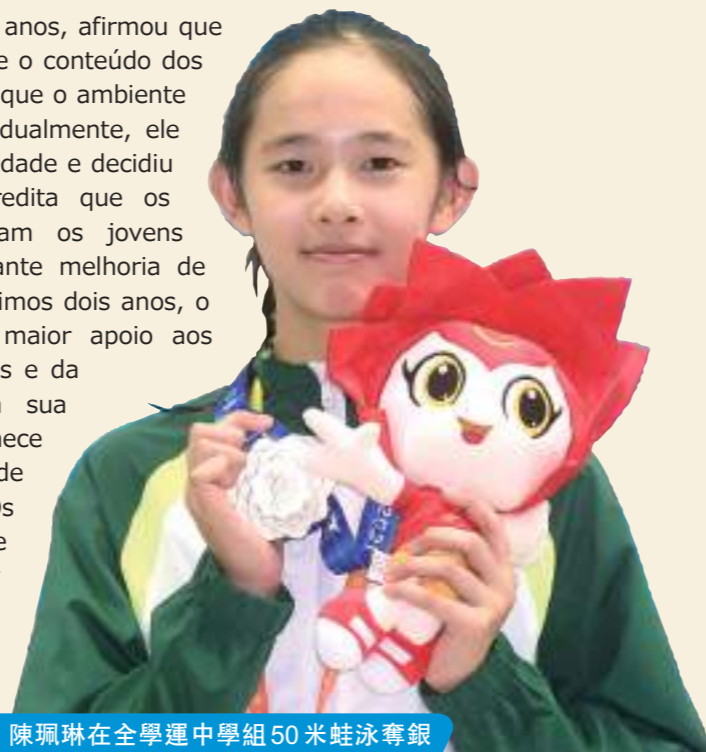 anos, afirmou que
e o conteúdo dos
que o ambiente
dualmente, ele
dade e decidiu
redita que os
am os jovens
ante melhoria de
imos dois anos, o
maior apoio aos
s e da
sua
nece
de
s
e
陳珮琳在全學運中學組50米蛙泳奪銀